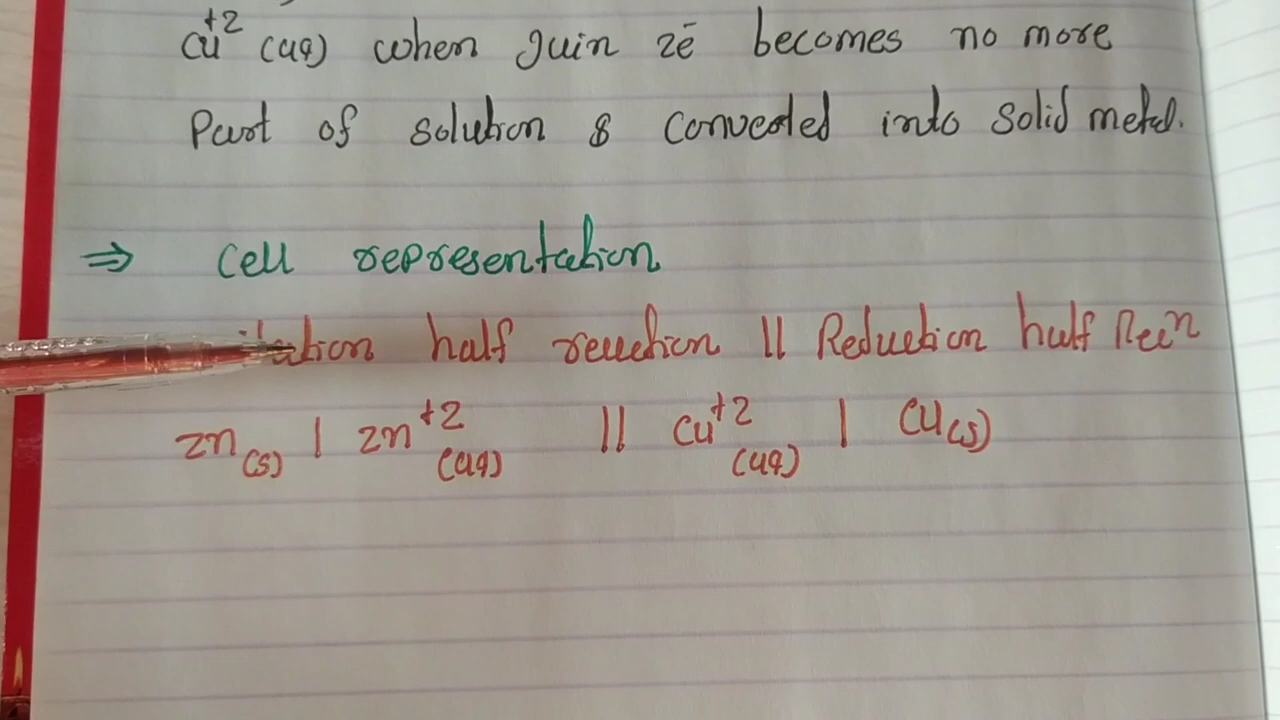 Cu+2 (aq) when gain 2ē becomes no more
Part of solution & converted into solid metal.
⇒ Cell representation
half reaction || Reduction half Recn
Zn(s) | Zn+2(aq) || Cu+2(aq) | Cu(s)